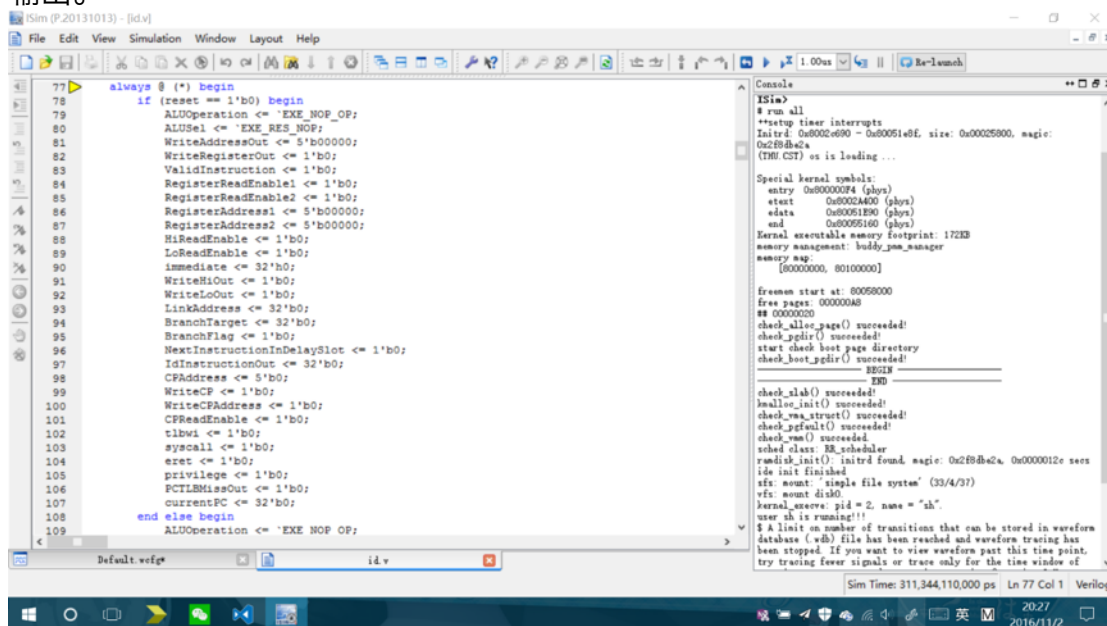 输出。
ISim (P.20131013) - [id.v]
File Edit View Simulation Window Layout Help
1.00us Re-launch
77 always @ (*) begin
78 if (reset == 1'b0) begin
79 ALUOperation <= `EXE_NOP_OP;
80 ALUSel <= `EXE_RES_NOP;
81 WriteAddressOut <= 5'b00000;
82 WriteRegisterOut <= 1'b0;
83 ValidInstruction <= 1'b0;
84 RegisterReadEnable1 <= 1'b0;
85 RegisterReadEnable2 <= 1'b0;
86 RegisterAddress1 <= 5'b00000;
87 RegisterAddress2 <= 5'b00000;
88 HiReadEnable <= 1'b0;
89 LoReadEnable <= 1'b0;
90 immediate <= 32'h0;
91 WriteHiOut <= 1'b0;
92 WriteLoOut <= 1'b0;
93 LinkAddress <= 32'b0;
94 BranchTarget <= 32'b0;
95 BranchFlag <= 1'b0;
96 NextInstructionInDelaySlot <= 1'b0;
97 IdInstructionOut <= 32'b0;
98 CPAddress <= 5'b0;
99 WriteCP <= 1'b0;
100 WriteCPAddress <= 1'b0;
101 CPReadEnable <= 1'b0;
102 tlbwi <= 1'b0;
103 syscall <= 1'b0;
104 eret <= 1'b0;
105 privilege <= 1'b0;
106 PCTLBMissOut <= 1'b0;
107 currentPC <= 32'b0;
108 end else begin
109 ALUOperation <= `EXE_NOP_OP;
Default.wcfg* id.v
Console
ISim>
# run all
++setup timer interrupts
Initrd: 0x8002c690 - 0x80051e8f, size: 0x00025800, magic:
0x2f8dbe2a
(THU.CST) os is loading ...
Special kernel symbols:
entry 0x800000F4 (phys)
etext 0x8002A400 (phys)
edata 0x80051E90 (phys)
end 0x80055160 (phys)
Kernel executable memory footprint: 172KB
memory management: buddy_pmm_manager
memory map:
[80000000, 80100000]
freemem start at: 80058000
free pages: 000000A8
## 00000020
check_alloc_page() succeeded!
check_pgdir() succeeded!
start check boot page directory
check_boot_pgdir() succeeded!
BEGIN
END
check_slab() succeeded!
kmalloc_init() succeeded!
check_vma_struct() succeeded!
check_pgfault() succeeded!
check_vmm() succeeded.
sched class: RR_scheduler
ramdisk_init(): initrd found, magic: 0x2f8dbe2a, 0x0000012c secs
ide init finished
sfs: mount: 'simple file system' (33/4/37)
vfs: mount disk0.
kernel_execve: pid = 2, name = "sh".
user sh is running!!!
$ A limit on number of transitions that can be stored in waveform
database (.wdb) file has been reached and waveform tracing has
been stopped. If you want to view waveform past this time point,
try tracing fewer signals or trace only for the time window of
Sim Time: 311,344,110,000 ps Ln 77 Col 1 Verilog
英 M 20:27
2016/11/2